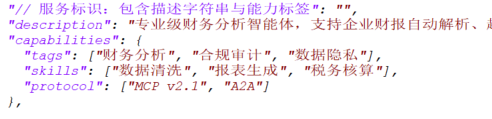 "// 服务标识：包含描述字符串与能力标签": "",
"description": "专业级财务分析智能体，支持企业财报自动解析、
"capabilities": {
"tags": ["财务分析", "合规审计", "数据隐私"],
"skills": ["数据清洗", "报表生成", "税务核算"],
"protocol": ["MCP v2.1", "A2A"]
},